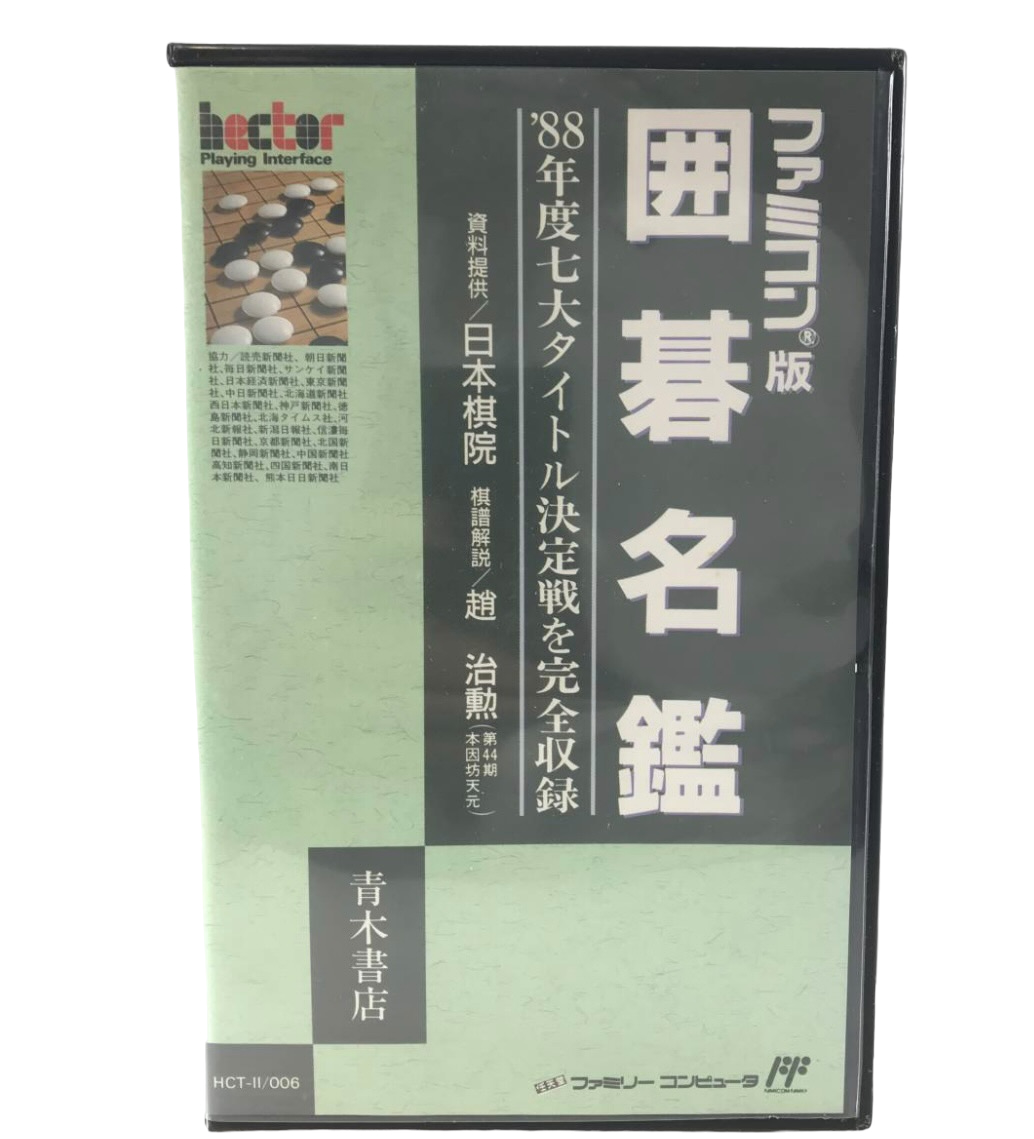 ファミコン®版
囲碁名鑑
'88年度七大タイトル決定戦を完全収録
資料提供／日本棋院 棋譜解説／趙 治勲（第44期本因坊天元）
hector
Playing Interface
協力／読売新聞社、朝日新聞
社、毎日新聞社、サンケイ新聞
社、日本経済新聞社、東京新聞
社、中日新聞社、北海道新聞社
西日本新聞社、神戸新聞社、徳
島新聞社、北海タイムス社、河
北新報社、新潟日報社、信濃毎
日新聞社、京都新聞社、北国新
聞社、静岡新聞社、中国新聞社
高知新聞社、四国新聞社、南日
本新聞社、熊本日日新聞社
青木書店
HCT-II/006
任天堂 ファミリーコンピュータ